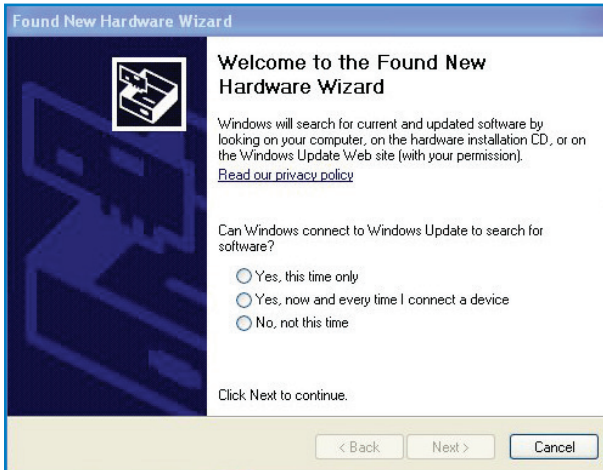 Found New Hardware Wizard
Welcome to the Found New
Hardware Wizard
Windows will search for current and updated software by
looking on your computer, on the hardware installation CD, or on
the Windows Update Web site (with your permission).
Read our privacy policy
Can Windows connect to Windows Update to search for
software?
Yes, this time only
Yes, now and every time I connect a device
No, not this time
Click Next to continue.
< Back Next > Cancel